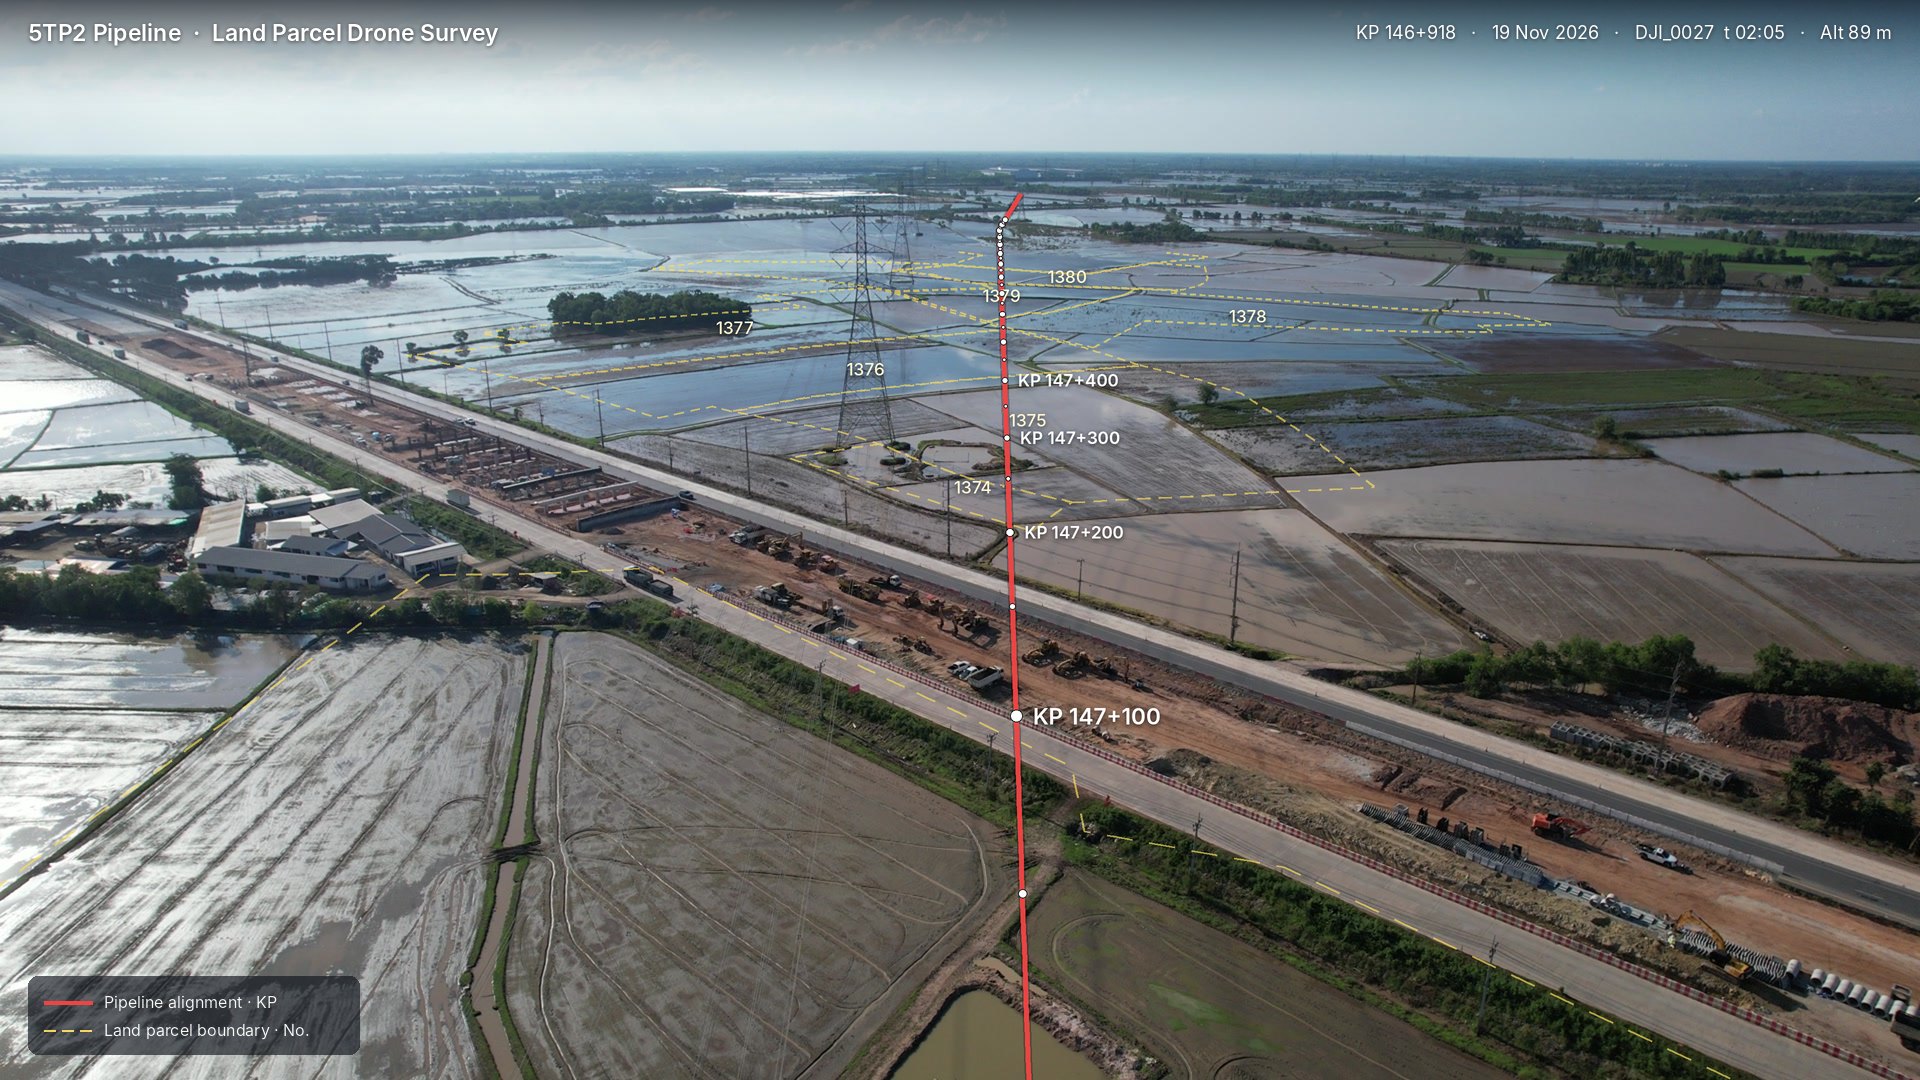 5TP2 Pipeline · Land Parcel Drone Survey
KP 146+918 · 19 Nov 2026 · DJI_0027 t 02:05 · Alt 89 m
1380
1379
1378
1377
1376
KP 147+400
1375
KP 147+300
1374
KP 147+200
KP 147+100
Pipeline alignment · KP
Land parcel boundary · No.